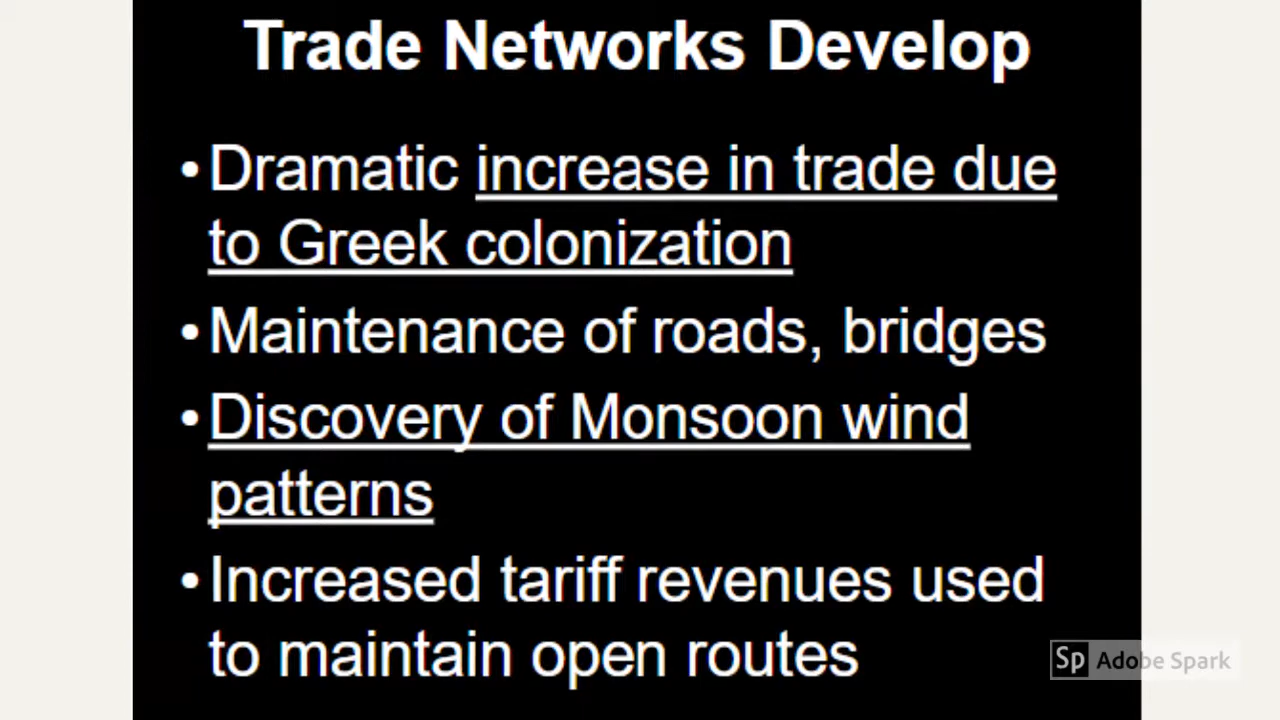 Trade Networks Develop
•Dramatic increase in trade due
to Greek colonization
•Maintenance of roads, bridges
•Discovery of Monsoon wind
patterns
•Increased tariff revenues used
to maintain open routes
Sp Adobe Spark